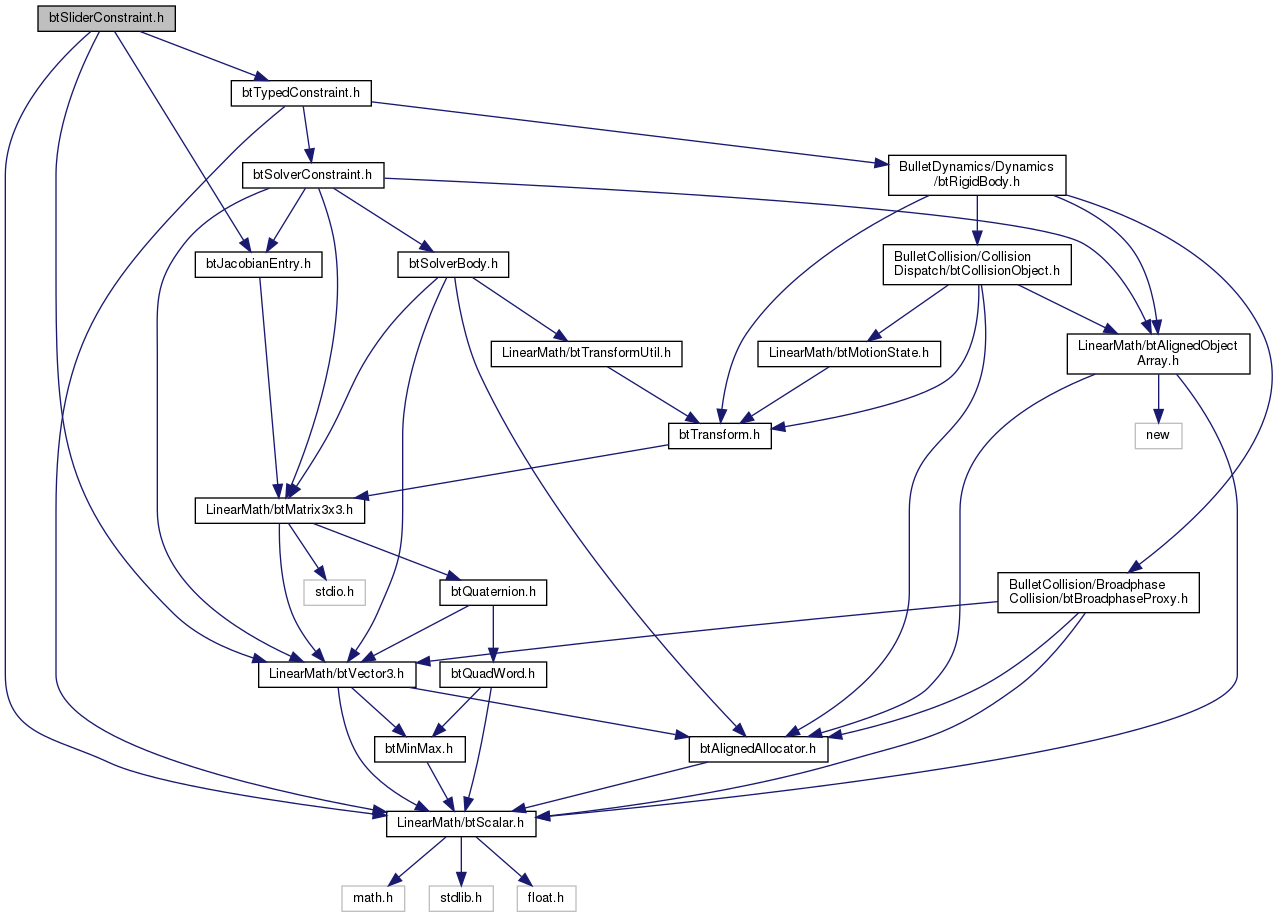 btSliderConstraint.h
btTypedConstraint.h
btSolverConstraint.h
BulletDynamics/Dynamics
/btRigidBody.h
btJacobianEntry.h
btSolverBody.h
BulletCollision/Collision
Dispatch/btCollisionObject.h
LinearMath/btTransformUtil.h
LinearMath/btMotionState.h
LinearMath/btAlignedObject
Array.h
btTransform.h
new
LinearMath/btMatrix3x3.h
stdio.h
btQuaternion.h
BulletCollision/Broadphase
Collision/btBroadphaseProxy.h
LinearMath/btVector3.h
btQuadWord.h
btMinMax.h
btAlignedAllocator.h
LinearMath/btScalar.h
math.h
stdlib.h
float.h